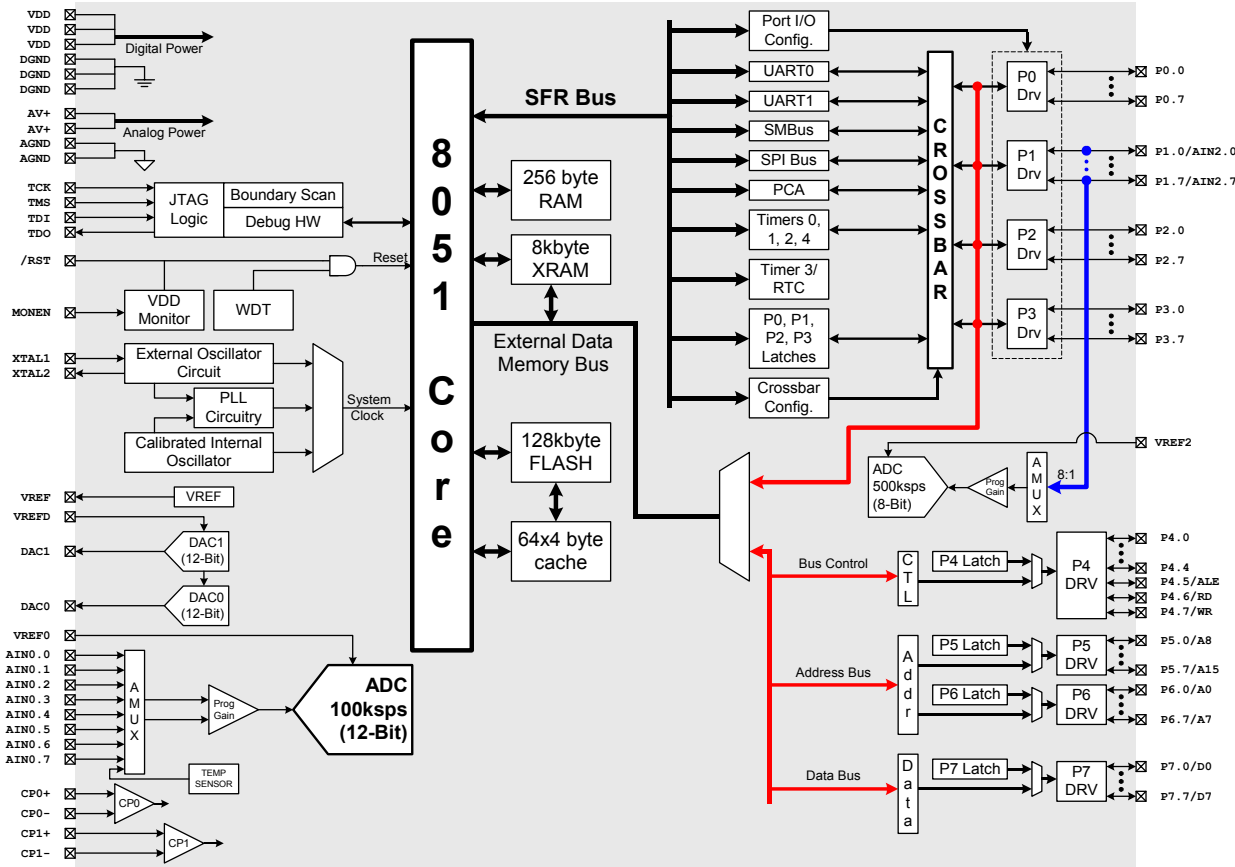 VDD
VDD
VDD
DGND
DGND
DGND
Digital Power
AV+
AV+
AGND
AGND
Analog Power
TCK
TMS
TDI
TDO
JTAG
Logic
Boundary Scan
Debug HW
/RST
MONEN
VDD
Monitor
WDT
Reset
XTAL1
XTAL2
External Oscillator
Circuit
PLL
Circuitry
Calibrated Internal
Oscillator
System
Clock
VREF
VREF
VREFD
DAC1
DAC1
(12-Bit)
DAC0
DAC0
(12-Bit)
VREF0
AIN0.0
AIN0.1
AIN0.2
AIN0.3
AIN0.4
AIN0.5
AIN0.6
AIN0.7
AMUX
Prog
Gain
ADC
100ksps
(12-Bit)
TEMP
SENSOR
CP0+
CP0-
CP0
CP1+
CP1-
CP1
8051 Core
SFR Bus
256 byte
RAM
8kbyte
XRAM
External Data
Memory Bus
128kbyte
FLASH
64x4 byte
cache
Port I/O
Config.
UART0
UART1
SMBus
SPI Bus
PCA
Timers 0,
1, 2, 4
Timer 3/
RTC
P0, P1,
P2, P3
Latches
Crossbar
Config.
CROSSBAR
P0
Drv
P1
Drv
P2
Drv
P3
Drv
P0.0
P0.7
P1.0/AIN2.0
P1.7/AIN2.7
P2.0
P2.7
P3.0
P3.7
VREF2
ADC
500ksps
(8-Bit)
Prog
Gain
AMUX
8:1
Bus Control
CTL
P4 Latch
P4
DRV
P4.0
P4.4
P4.5/ALE
P4.6/RD
P4.7/WR
Address Bus
Addr
P5 Latch
P5
DRV
P5.0/A8
P5.7/A15
P6 Latch
P6
DRV
P6.0/A0
P6.7/A7
Data Bus
Data
P7 Latch
P7
DRV
P7.0/D0
P7.7/D7